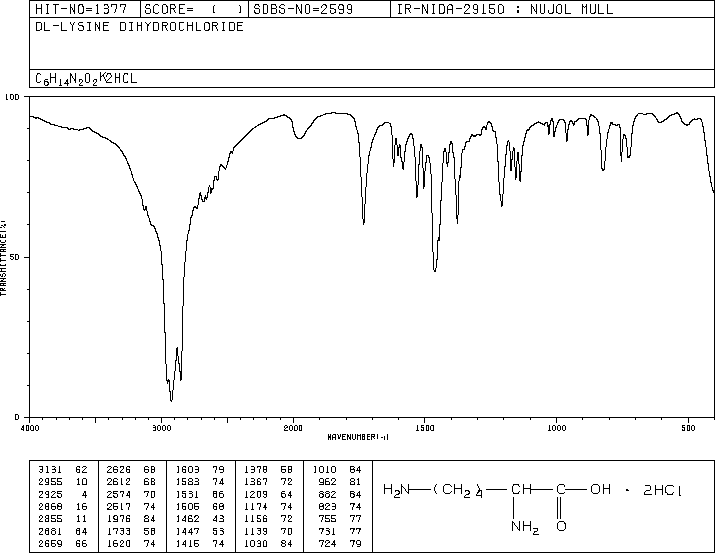 HIT-NO=1377 SCORE= ( ) SDBS-NO=2599 IR-NIDA-29150 : NUJOL MULL
DL-LYSINE DIHYDROCHLORIDE
C6H14N2O2K2HCL
100
50
0
TRANSMITTANCE(%)
4000 3000 2000 1500 1000 500
WAVENUMBER(-1)
3131 62 2626 68 1603 79 1378 58 1010 84
2955 10 2612 68 1583 74 1367 72 962 81
2925 4 2574 70 1531 66 1209 64 882 84
2868 16 2517 74 1505 68 1174 74 823 74
2855 11 1976 84 1462 43 1156 72 755 77
2681 64 1733 58 1447 53 1139 70 731 77
2659 66 1620 74 1415 74 1030 84 724 79
H2N—(CH2)4—CH—C—OH · 2HCl
NH2 O